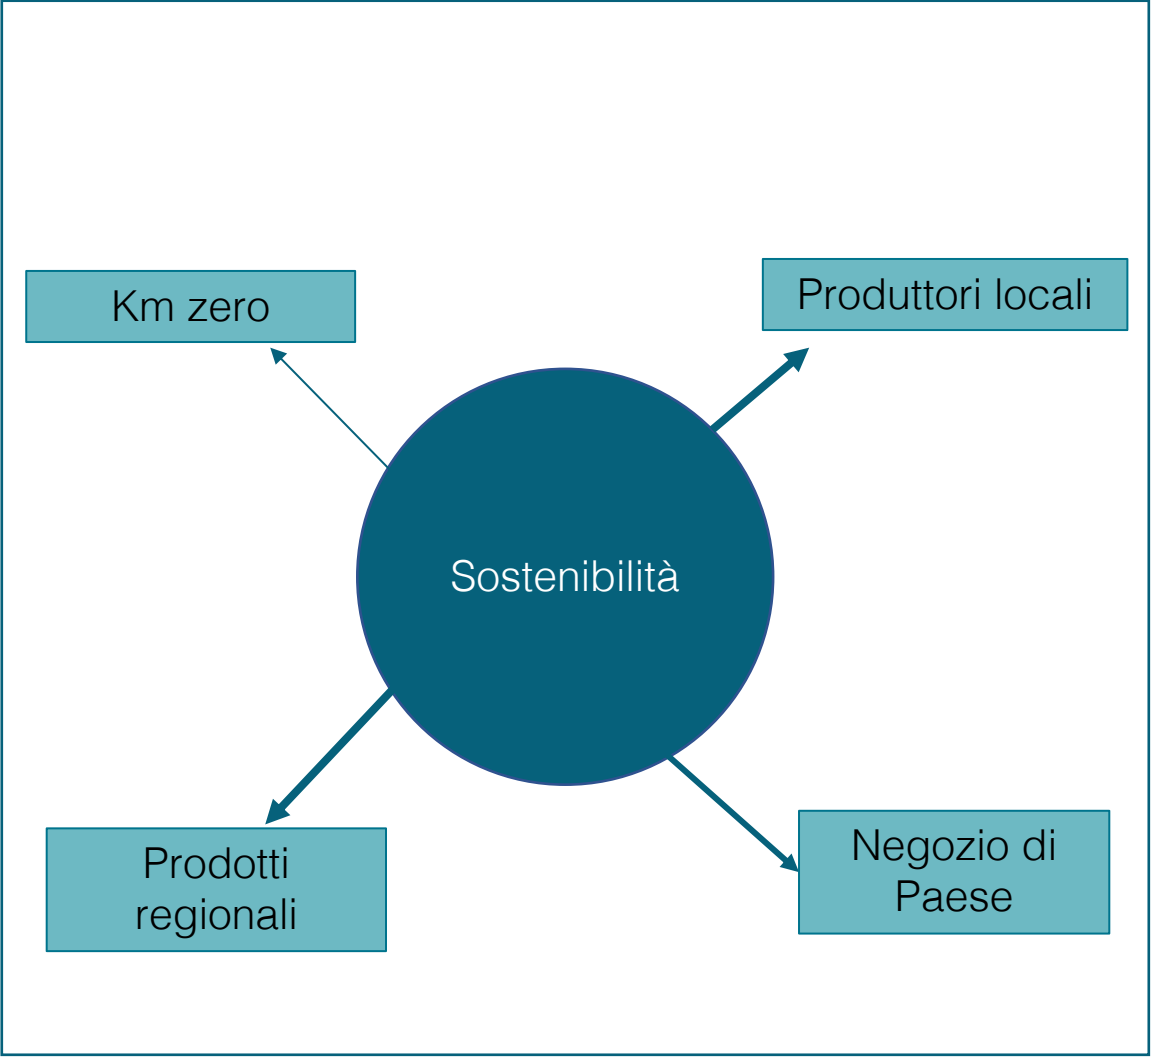 Km zero
Produttori locali
Sostenibilità
Prodotti
regionali
Negozio di
Paese